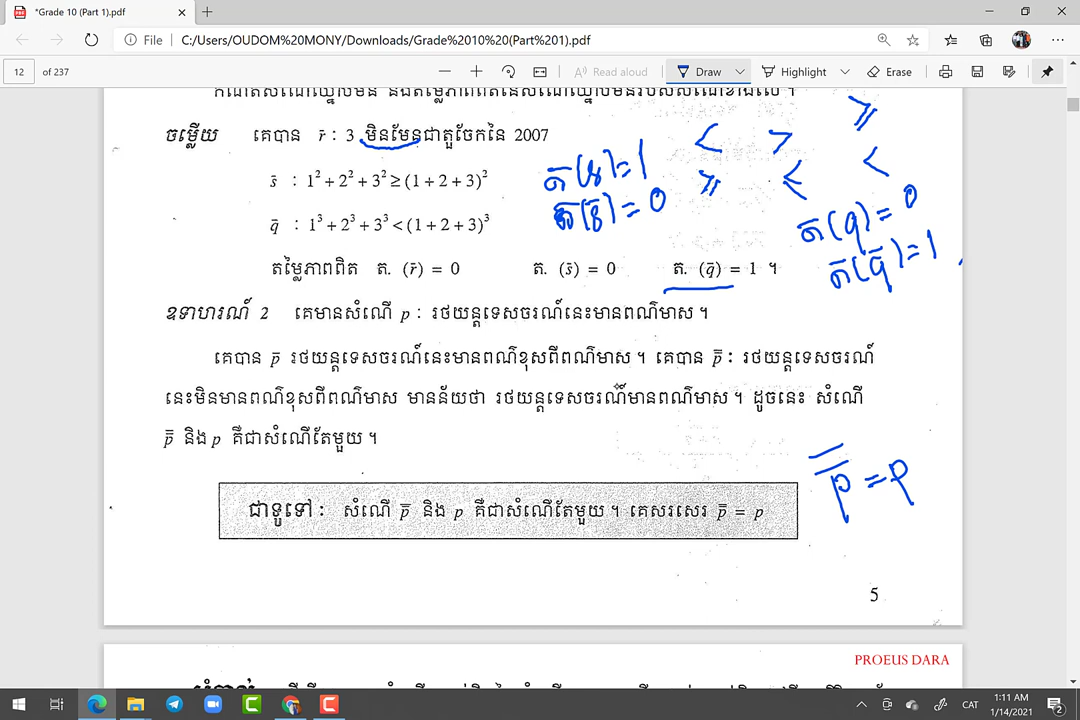 *Grade 10 (Part 1).pdf
File C:/Users/OUDOM%20MONY/Downloads/Grade%2010%20(Part%201).pdf
12 of 237 Read aloud Draw Highlight Erase
ចម្លើយ គេបាន r̄ : 3 មិនមែនជាតួចែកនៃ 2007
s̄ : 1² + 2² + 3² ≥ (1 + 2 + 3)²
q̄ : 1³ + 2³ + 3³ < (1 + 2 + 3)³
តម្លៃភាពពិត ត. (r̄) = 0 ត. (s̄) = 0 ត. (q̄) = 1 ។
ត(s)=1
ត(s̄)=0
< > ≥
≥ ≤ <
ត(q)=0
ត(q̄)=1
ឧទាហរណ៍ 2 គេមានសំណើ p : រថយន្តទេសចរណ៍នេះមានពណ៌មាស ។
គេបាន p̄ រថយន្តទេសចរណ៍នេះមានពណ៌ខុសពីពណ៌មាស ។ គេបាន p̿ : រថយន្តទេសចរណ៍
នេះមិនមានពណ៌ខុសពីពណ៌មាស មានន័យថា រថយន្តទេសចរណ៍មានពណ៌មាស ។ ដូចនេះ សំណើ
p̿ និង p គឺជាសំណើតែមួយ ។
p̿ = p
ជាទូទៅ : សំណើ p̿ និង p គឺជាសំណើតែមួយ ។ គេសរសេរ p̿ = p
5
PROEUS DARA
CAT 1:11 AM
1/14/2021 2